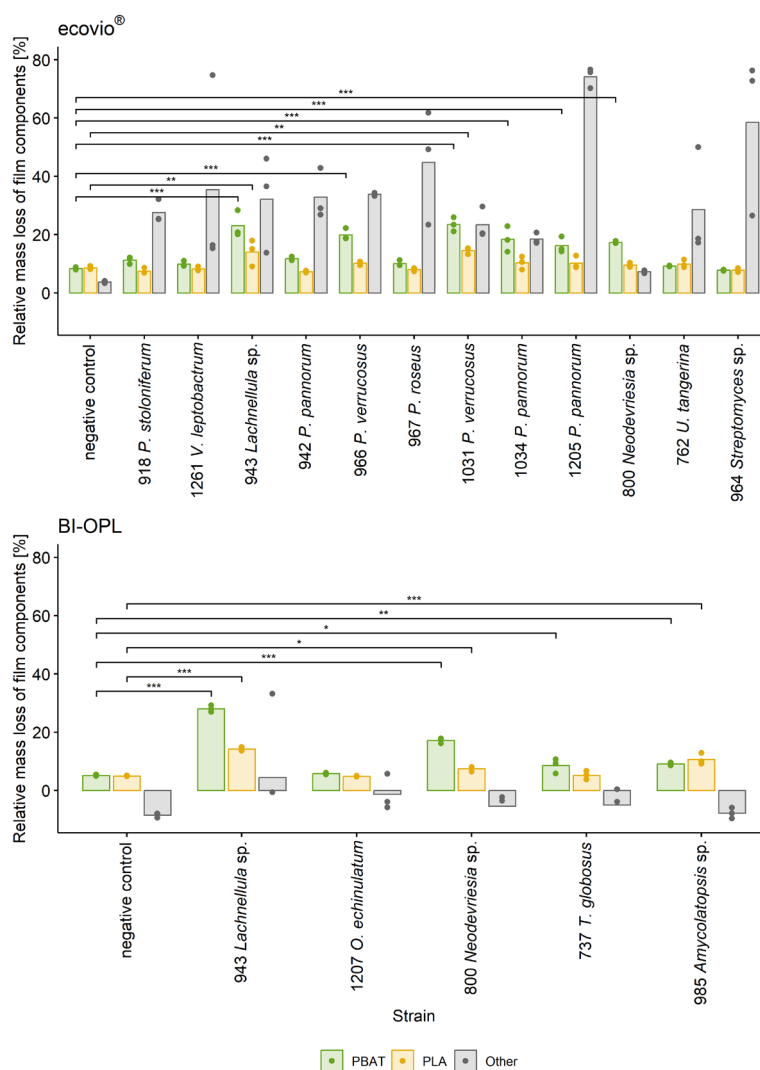 ecovio®
Relative mass loss of film components [%]
80
60
40
20
0
***
***
***
**
***
***
**
***
negative control
918 P. stoloniferum
1261 V. leptobactrum
943 Lachnellula sp.
942 P. pannorum
966 P. verrucosus
967 P. roseus
1031 P. verrucosus
1034 P. pannorum
1205 P. pannorum
800 Neodevriesia sp.
762 U. tangerina
964 Streptomyces sp.
BI-OPL
Relative mass loss of film components [%]
80
60
40
20
0
***
**
*
*
***
***
***
negative control
943 Lachnellula sp.
1207 O. echinulatum
800 Neodevriesia sp.
737 T. globosus
985 Amycolatopsis sp.
Strain
PBAT PLA Other